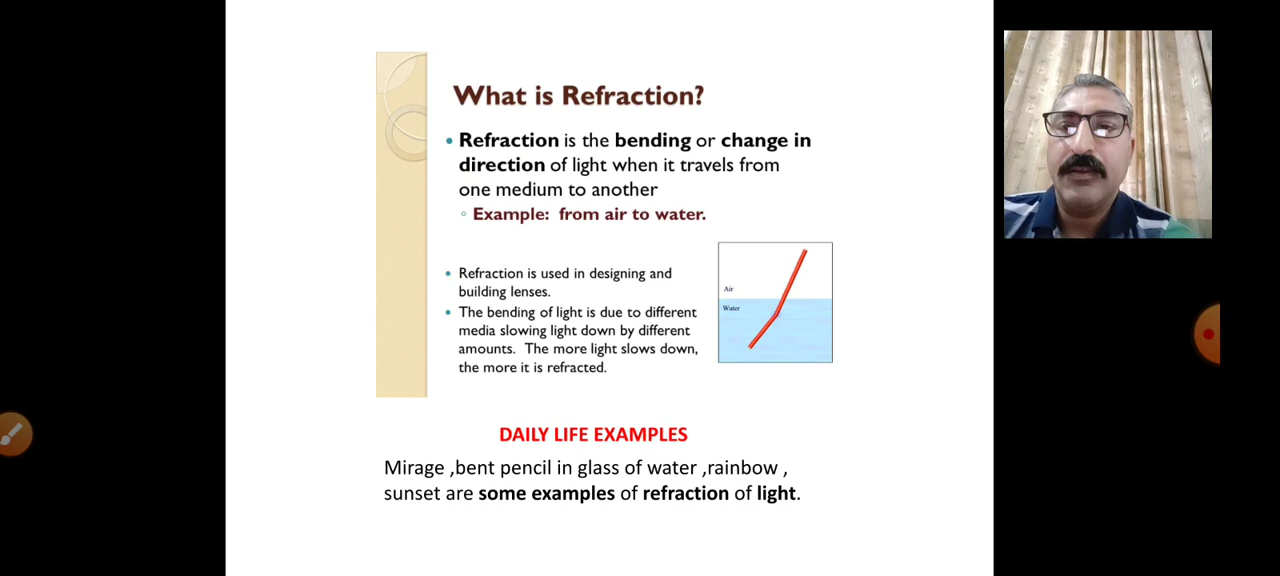 What is Refraction?
• Refraction is the bending or change in
direction of light when it travels from
one medium to another
◦ Example: from air to water.
• Refraction is used in designing and
building lenses.
• The bending of light is due to different
media slowing light down by different
amounts. The more light slows down,
the more it is refracted.
Air
Water
DAILY LIFE EXAMPLES
Mirage ,bent pencil in glass of water ,rainbow ,
sunset are some examples of refraction of light.